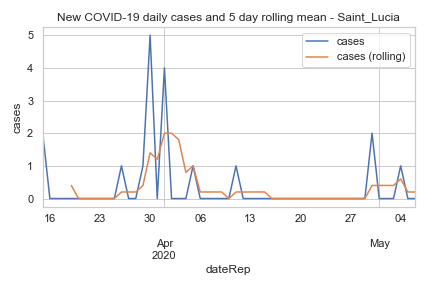 New COVID-19 daily cases and 5 day rolling mean - Saint_Lucia
cases
cases (rolling)
cases
5
4
3
2
1
0
16 23 30 06 13 20 27 04
Apr May
2020
dateRep